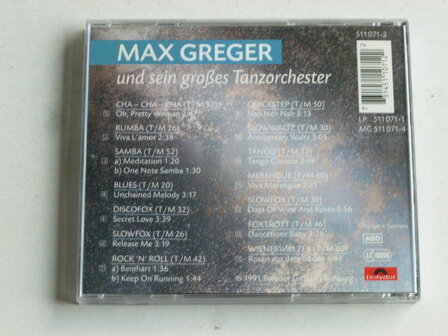 MAX GREGER
und sein großes Tanzorchester
CHA – CHA – CHA (T/M 32)
Oh, Pretty Woman 2:47
RUMBA (T/M 26)
Viva L'amor 2:38
SAMBA (T/M 52)
a) Meditation 1:20
b) One Note Samba 1:30
BLUES (T/M 20)
Unchained Melody 3:17
DISCOFOX (T/M 32)
Secret Love 3.39
SLOWFOX (T/M 26)
Release Me 3:19
ROCK 'N' ROLL (T/M 42)
a) Beinhart 1:36
b) Keep On Running 1:44
QUICKSTEP (T/M 50)
Nah Neh Nah 3:13
SLOWWALTZ (T/M 30)
Anniversary Waltz 3:05
TANGO (T/M 33)
Tango Classico 2:49
MERENGUE (T/M 60)
Viva Merengue 2:21
SLOWFOX (T/M 30)
Days Of Wine And Roses 2:56
FOXTROTT (T/M 46)
Dancefloor Baby 2:28
WIENERWALZER (T/M 60)
Rosen aus dem Süden
℗ 1991 Polydor GmbH, Hamburg
511 071-2
LP 511 071-1
MC 511 071-4
Made in Germany
ADD
LC 0309
Polydor